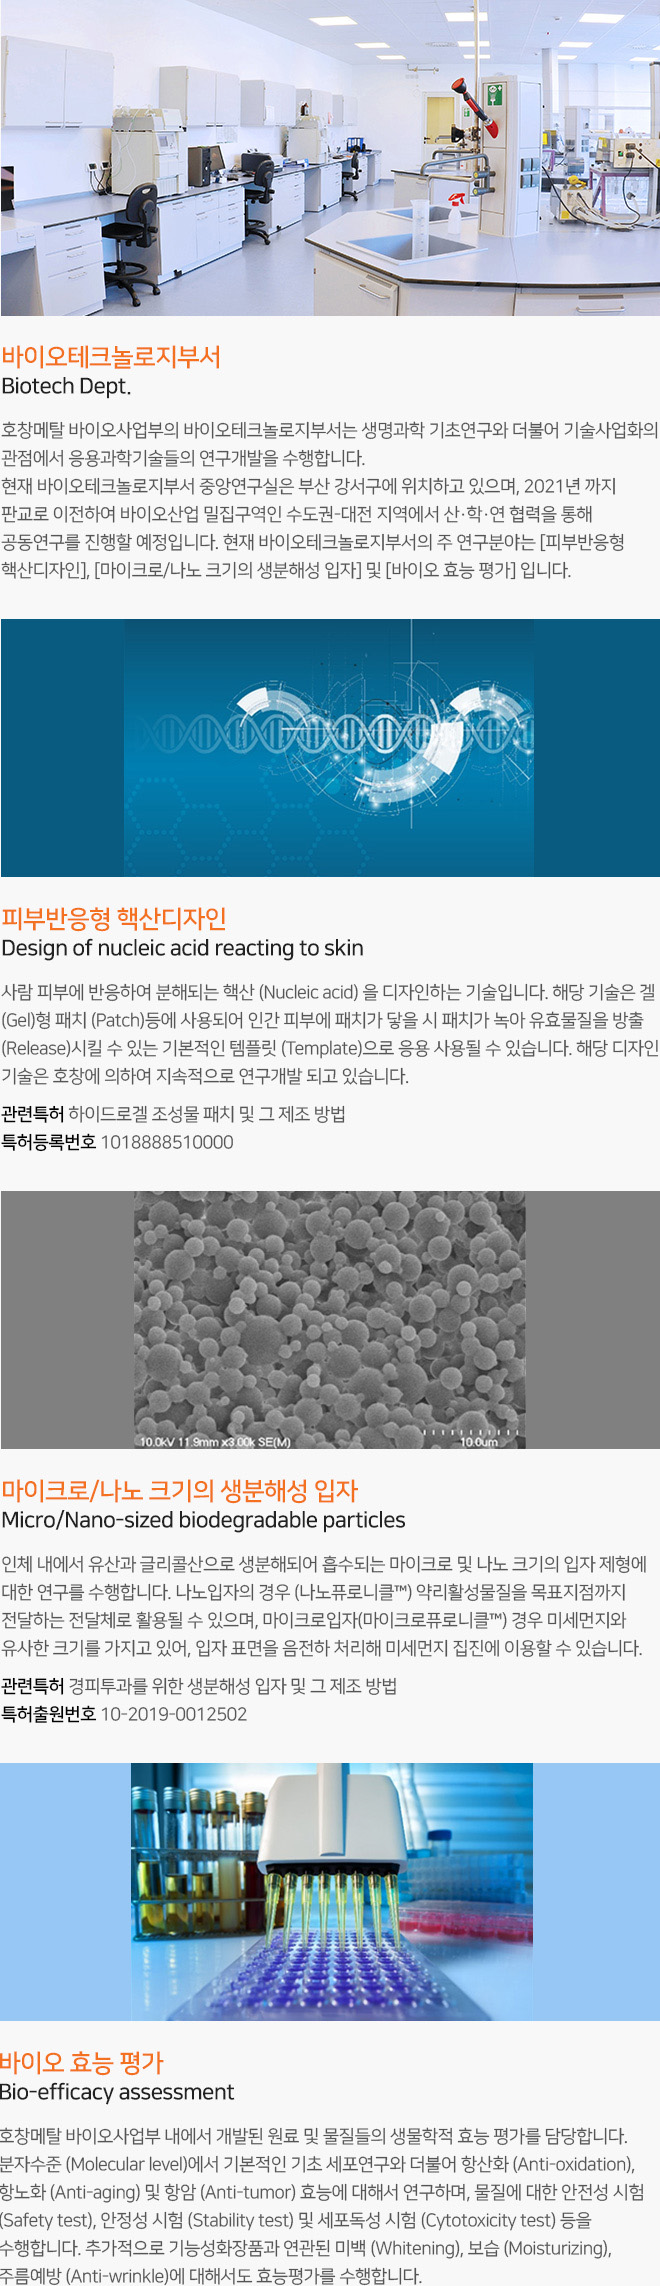 바이오테크놀로지부서
Biotech Dept.
호창메탈 바이오사업부의 바이오테크놀로지부서는 생명과학 기초연구와 더불어 기술사업화의
관점에서 응용과학기술들의 연구개발을 수행합니다.
현재 바이오테크놀로지부서 중앙연구실은 부산 강서구에 위치하고 있으며, 2021년 까지
판교로 이전하여 바이오산업 밀집구역인 수도권-대전 지역에서 산·학·연 협력을 통해
공동연구를 진행할 예정입니다. 현재 바이오테크놀로지부서의 주 연구분야는 [피부반응형
핵산디자인], [마이크로/나노 크기의 생분해성 입자] 및 [바이오 효능 평가] 입니다.
피부반응형 핵산디자인
Design of nucleic acid reacting to skin
사람 피부에 반응하여 분해되는 핵산 (Nucleic acid) 을 디자인하는 기술입니다. 해당 기술은 겔
(Gel)형 패치 (Patch)등에 사용되어 인간 피부에 패치가 닿을 시 패치가 녹아 유효물질을 방출
(Release)시킬 수 있는 기본적인 템플릿 (Template)으로 응용 사용될 수 있습니다. 해당 디자인
기술은 호창에 의하여 지속적으로 연구개발 되고 있습니다.
관련특허 하이드로겔 조성물 패치 및 그 제조 방법
특허등록번호 1018888510000
10.0kV 11.9mm x3.00k SE(M) 10.0um
마이크로/나노 크기의 생분해성 입자
Micro/Nano-sized biodegradable particles
인체 내에서 유산과 글리콜산으로 생분해되어 흡수되는 마이크로 및 나노 크기의 입자 제형에
대한 연구를 수행합니다. 나노입자의 경우 (나노퓨로니클™) 약리활성물질을 목표지점까지
전달하는 전달체로 활용될 수 있으며, 마이크로입자(마이크로퓨로니클™) 경우 미세먼지와
유사한 크기를 가지고 있어, 입자 표면을 음전하 처리해 미세먼지 집진에 이용할 수 있습니다.
관련특허 경피투과를 위한 생분해성 입자 및 그 제조 방법
특허출원번호 10-2019-0012502
바이오 효능 평가
Bio-efficacy assessment
호창메탈 바이오사업부 내에서 개발된 원료 및 물질들의 생물학적 효능 평가를 담당합니다.
분자수준 (Molecular level)에서 기본적인 기초 세포연구와 더불어 항산화 (Anti-oxidation),
항노화 (Anti-aging) 및 항암 (Anti-tumor) 효능에 대해서 연구하며, 물질에 대한 안전성 시험
(Safety test), 안정성 시험 (Stability test) 및 세포독성 시험 (Cytotoxicity test) 등을
수행합니다. 추가적으로 기능성화장품과 연관된 미백 (Whitening), 보습 (Moisturizing),
주름예방 (Anti-wrinkle)에 대해서도 효능평가를 수행합니다.